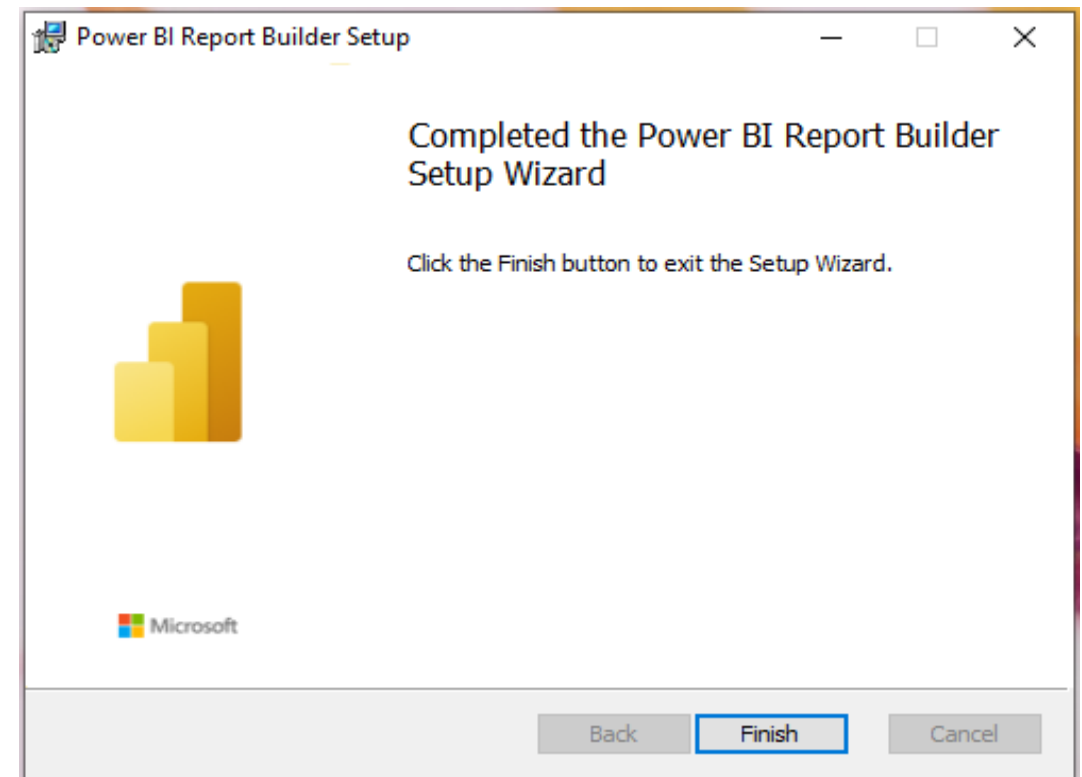 Power BI Report Builder Setup
Completed the Power BI Report Builder
Setup Wizard
Click the Finish button to exit the Setup Wizard.
Microsoft
Back
Finish
Cancel